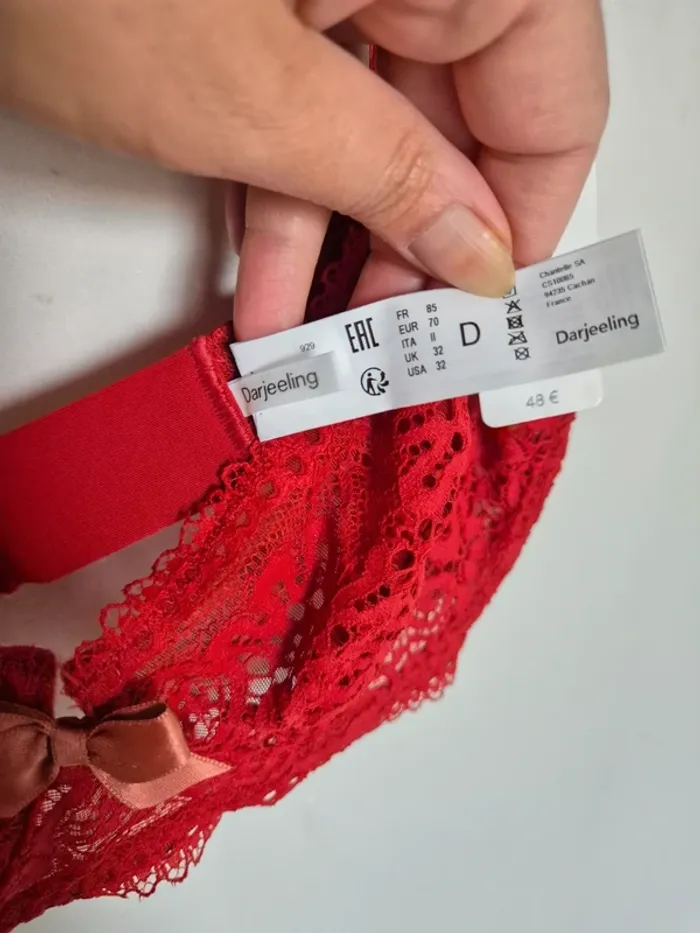 929
Darjeeling
EAC
FR 85
EUR 70
ITA II
UK 32
USA 32
D
Chantelle SA
CS10065
94235 Cachan
France
Darjeeling
48 €